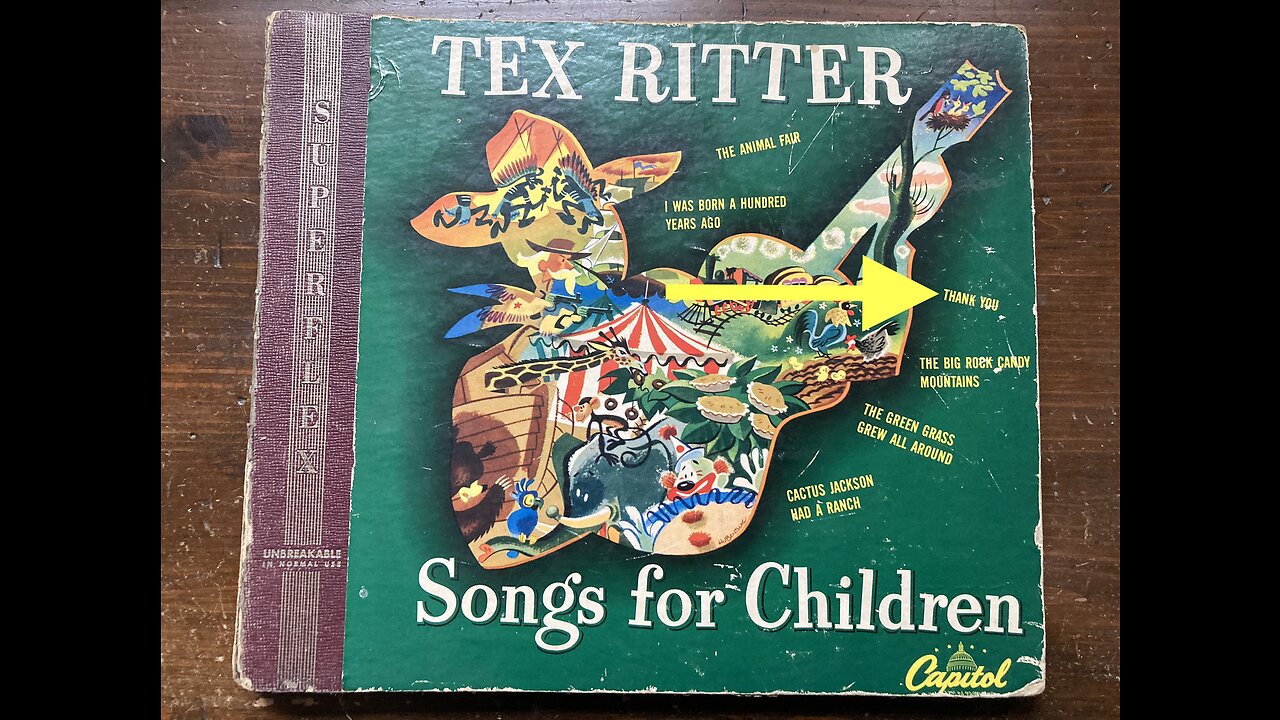 SUPERFLEX
UNBREAKABLE
IN NORMAL USE
TEX RITTER
THE ANIMAL FAIR
I WAS BORN A HUNDRED
YEARS AGO
THANK YOU
THE BIG ROCK CANDY
MOUNTAINS
THE GREEN GRASS
GREW ALL AROUND
CACTUS JACKSON
HAD A RANCH
Songs for Children
Capitol